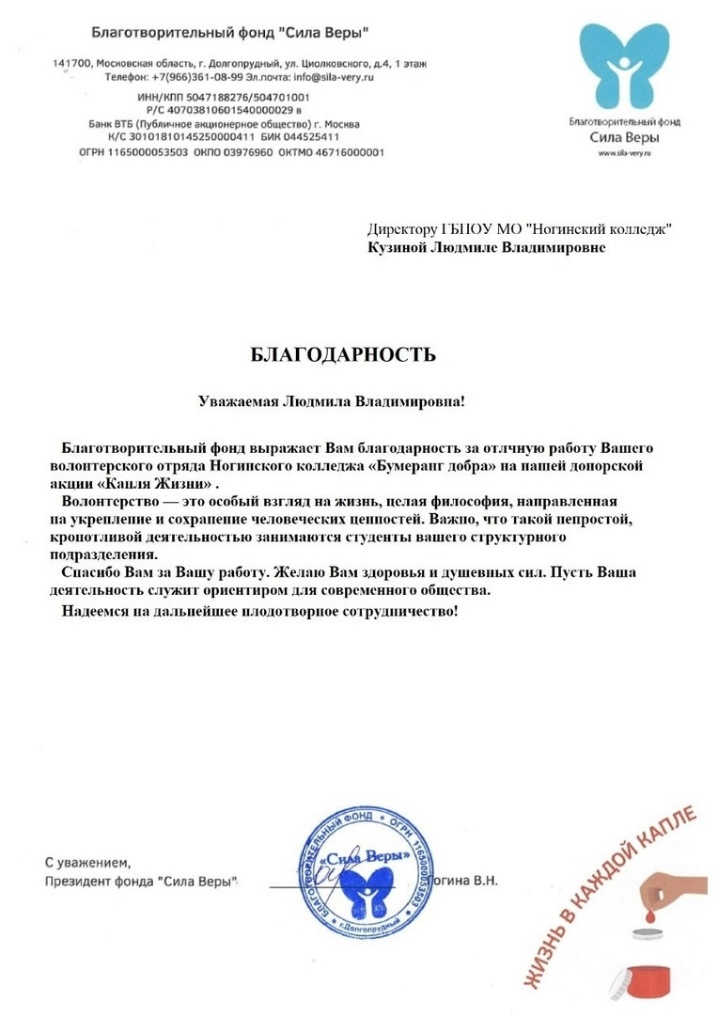 Благотворительный фонд "Сила Веры"
141700, Московская область, г. Долгопрудный, ул. Циолковского, д.4, 1 этаж
Телефон: +7(966)361-08-99 Эл.почта: info@sila-very.ru
ИНН/КПП 5047188276/504701001
Р/С 40703810601540000029 в
Банк ВТБ (Публичное акционерное общество) г. Москва
К/С 30101810145250000411 БИК 044525411
ОГРН 1165000053503 ОКПО 03976960 ОКТМО 46716000001
Благотворительный фонд
Сила Веры
www.sila-very.ru
Директору ГБПОУ МО "Ногинский колледж"
Кузиной Людмиле Владимировне
БЛАГОДАРНОСТЬ
Уважаемая Людмила Владимировна!
Благотворительный фонд выражает Вам благодарность за отлчную работу Вашего
волонтерского отряда Ногинского колледжа «Бумеранг добра» на нашей донорской
акции «Капля Жизни» .
Волонтерство — это особый взгляд на жизнь, целая философия, направленная
на укрепление и сохранение человеческих ценностей. Важно, что такой непростой,
кропотливой деятельностью занимаются студенты вашего структурного
подразделения.
Спасибо Вам за Вашу работу. Желаю Вам здоровья и душевных сил. Пусть Ваша
деятельность служит ориентиром для современного общества.
Надеемся на дальнейшее плодотворное сотрудничество!
С уважением,
Президент фонда "Сила Веры"
огина В.Н.
БЛАГОТВОРИТЕЛЬНЫЙ ФОНД * ОГРН 1165000053503 *
«Сила Веры»
г.Долгопрудный
ЖИЗНЬ В КАЖДОЙ КАПЛЕ